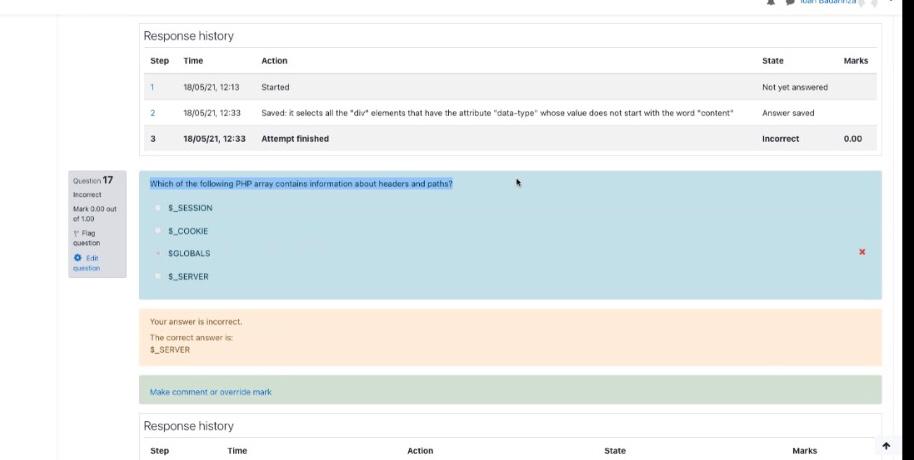 Response history
Step Time Action State Marks
1 18/05/21, 12:13 Started Not yet answered
2 18/05/21, 12:33 Saved: it selects all the "div" elements that have the attribute "data-type" whose value does not start with the word "content" Answer saved
3 18/05/21, 12:33 Attempt finished Incorrect 0.00
Question 17
Incorrect
Mark 0.00 out
of 1.00
Flag
question
Edit
question
Which of the following PHP array contains information about headers and paths?
$_SESSION
$_COOKIE
$GLOBALS
$_SERVER
Your answer is incorrect.
The correct answer is:
$_SERVER
Make comment or override mark
Response history
Step Time Action State Marks